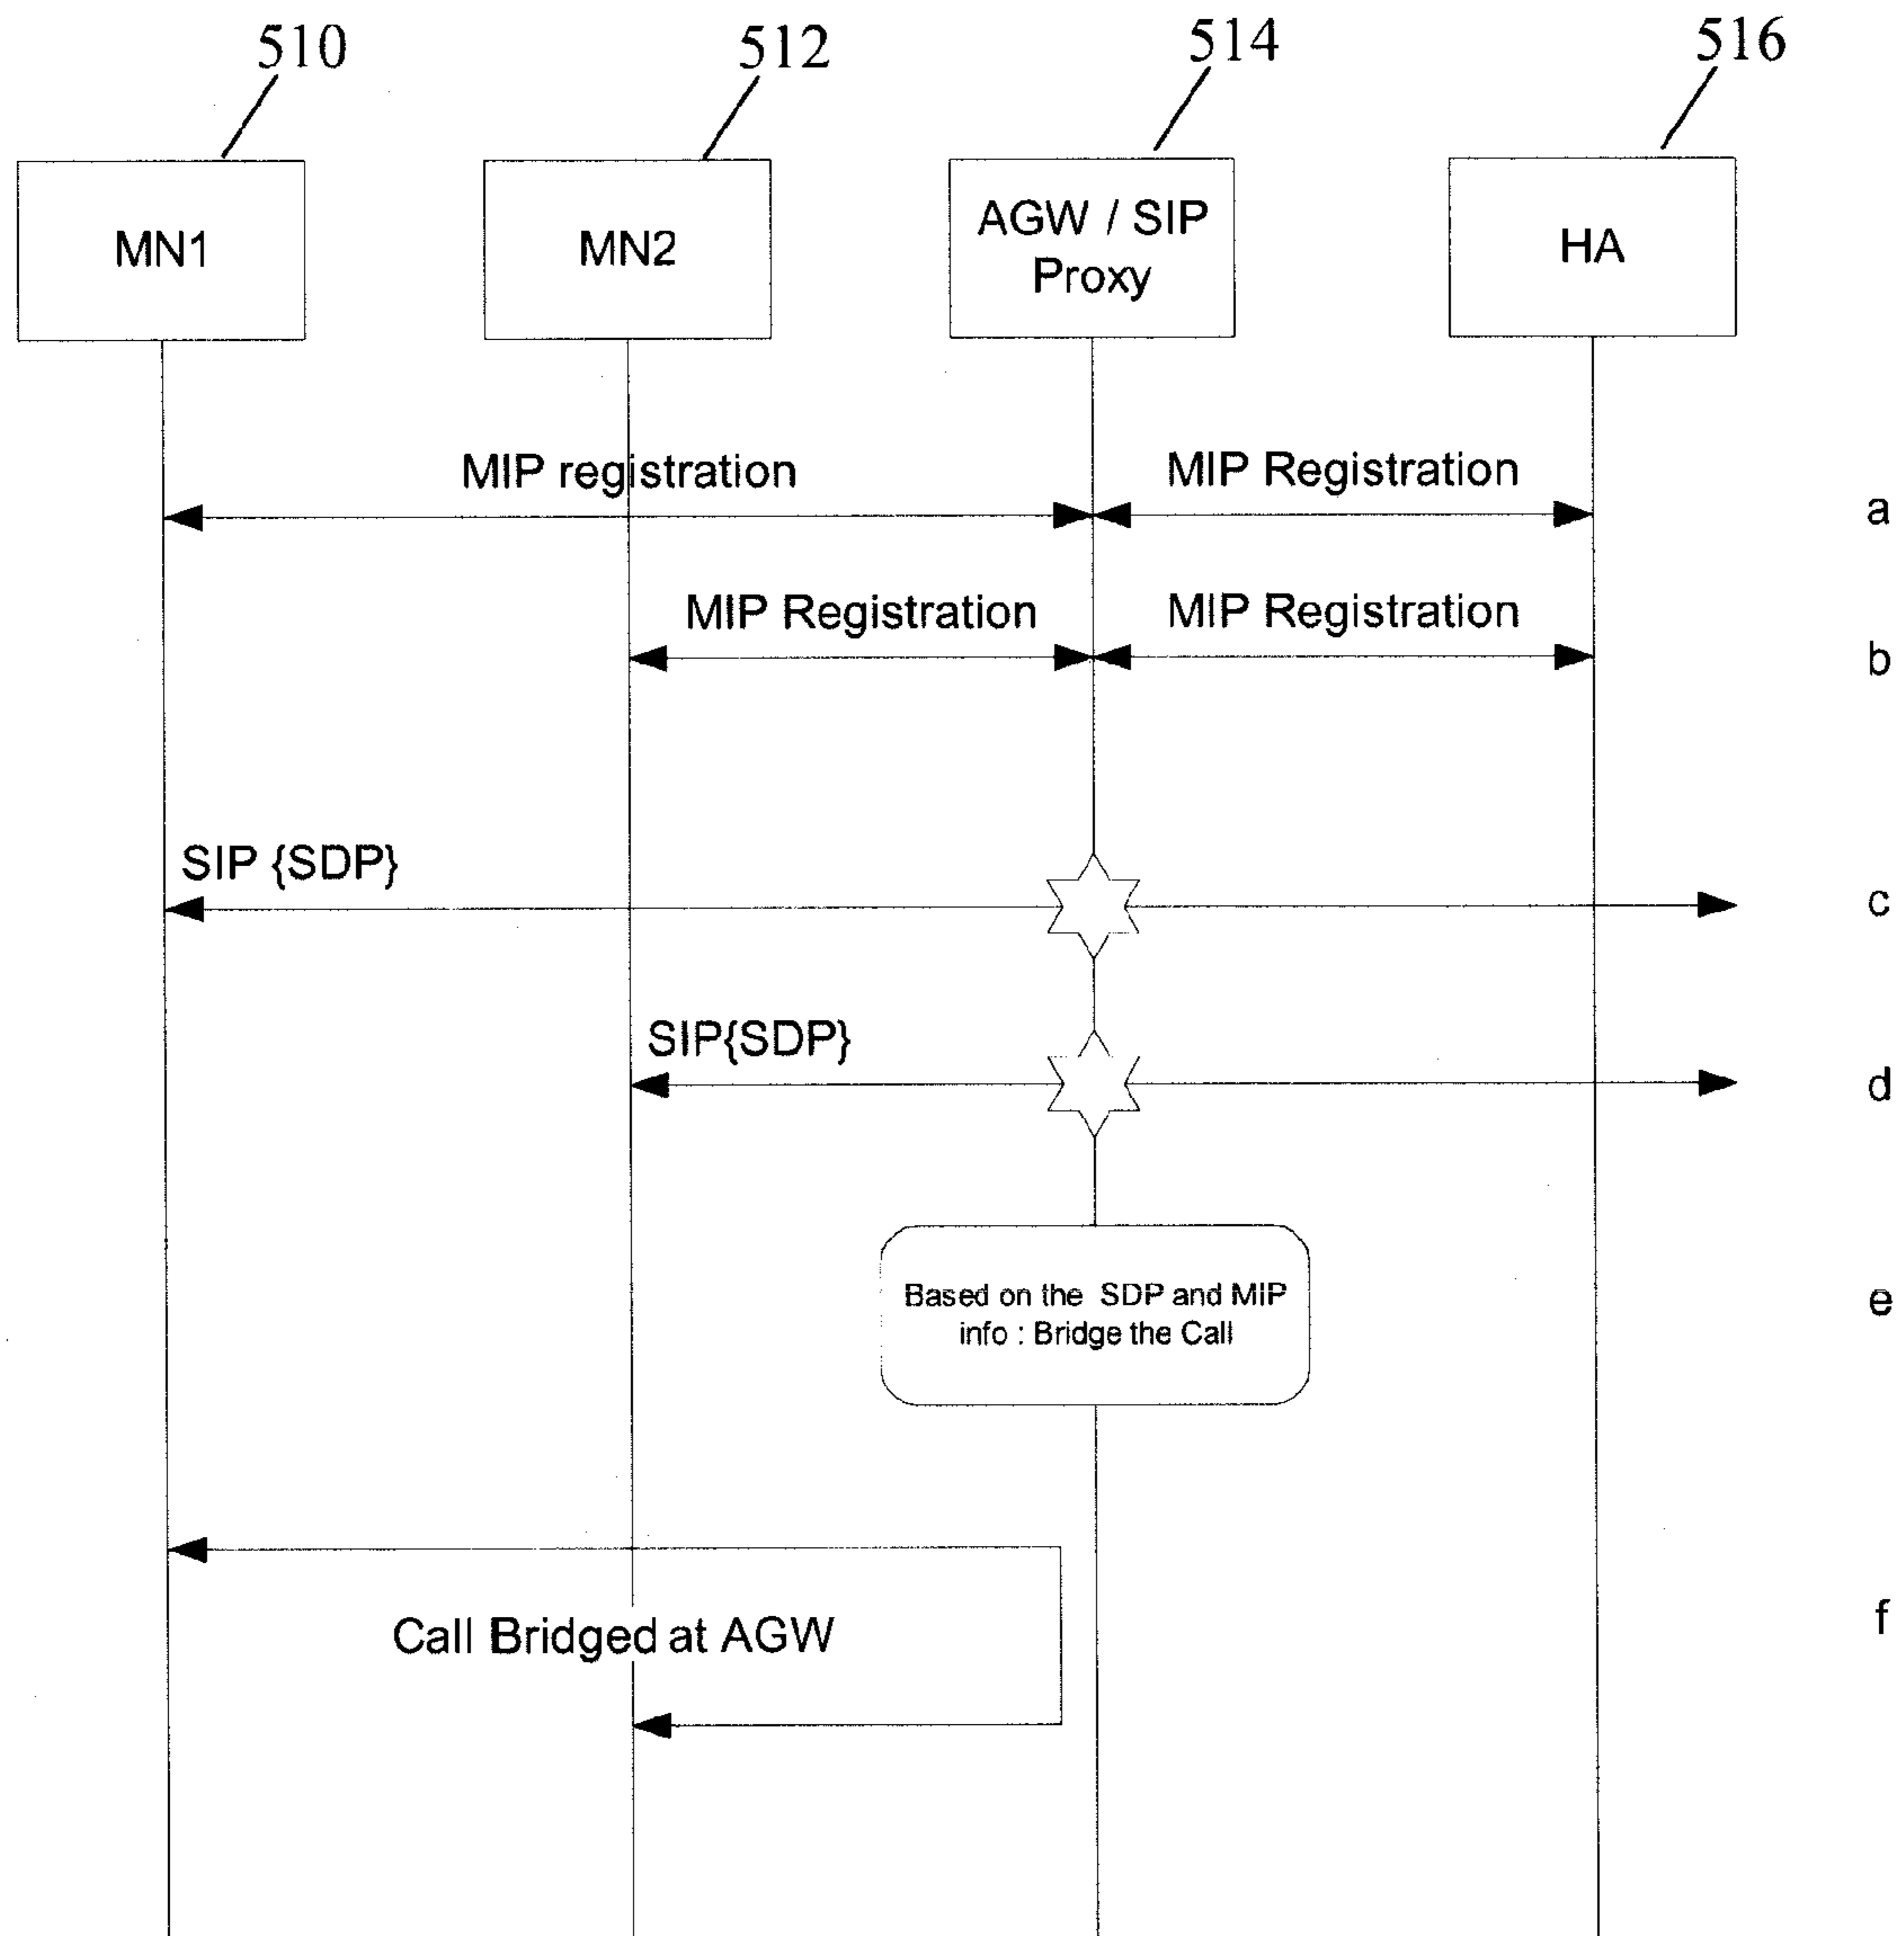 510
512
514
516
MN1
MN2
AGW / SIP
Proxy
HA
MIP registration
MIP Registration
a
MIP Registration
MIP Registration
b
SIP {SDP}
c
SIP{SDP}
d
Based on the SDP and MIP
info : Bridge the Call
e
Call Bridged at AGW
f